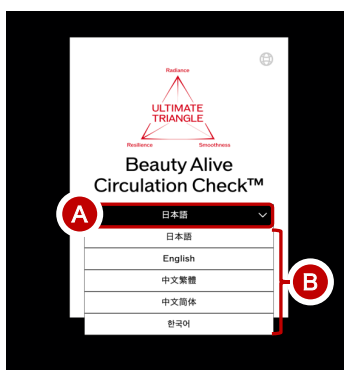 Radiance
ULTIMATE
TRIANGLE
Resilience Smoothness
Beauty Alive
Circulation Check™
A
日本語
日本語
English
中文繁體
B
中文简体
한국어